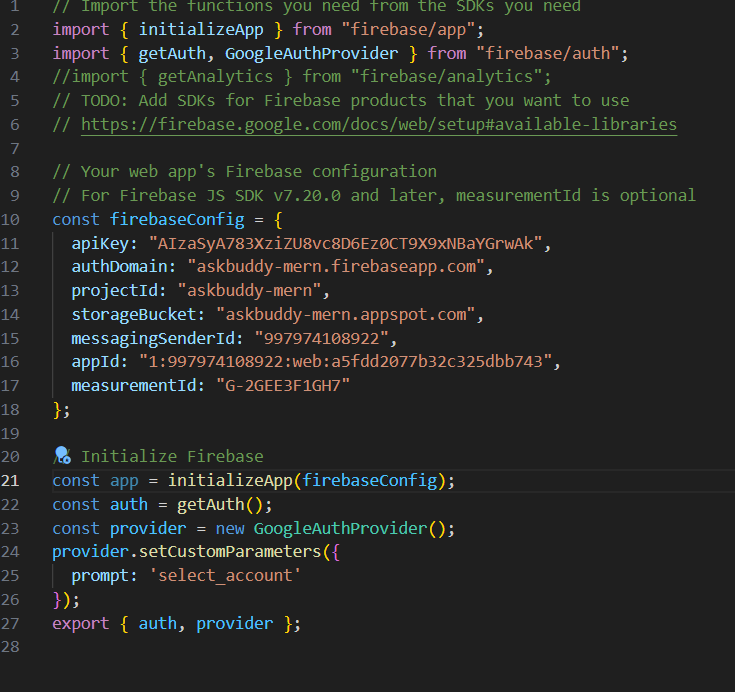 1 // Import the functions you need from the SDKs you need
2 import { initializeApp } from "firebase/app";
3 import { getAuth, GoogleAuthProvider } from "firebase/auth";
4 //import { getAnalytics } from "firebase/analytics";
5 // TODO: Add SDKs for Firebase products that you want to use
6 // https://firebase.google.com/docs/web/setup#available-libraries
7
8 // Your web app's Firebase configuration
9 // For Firebase JS SDK v7.20.0 and later, measurementId is optional
10 const firebaseConfig = {
11 apiKey: "AIzaSyA783XziZU8vc8D6Ez0CT9X9xNBaYGrwAk",
12 authDomain: "askbuddy-mern.firebaseapp.com",
13 projectId: "askbuddy-mern",
14 storageBucket: "askbuddy-mern.appspot.com",
15 messagingSenderId: "997974108922",
16 appId: "1:997974108922:web:a5fdd2077b32c325dbb743",
17 measurementId: "G-2GEE3F1GH7"
18 };
19
20 // Initialize Firebase
21 const app = initializeApp(firebaseConfig);
22 const auth = getAuth();
23 const provider = new GoogleAuthProvider();
24 provider.setCustomParameters({
25 prompt: 'select_account'
26 });
27 export { auth, provider };
28